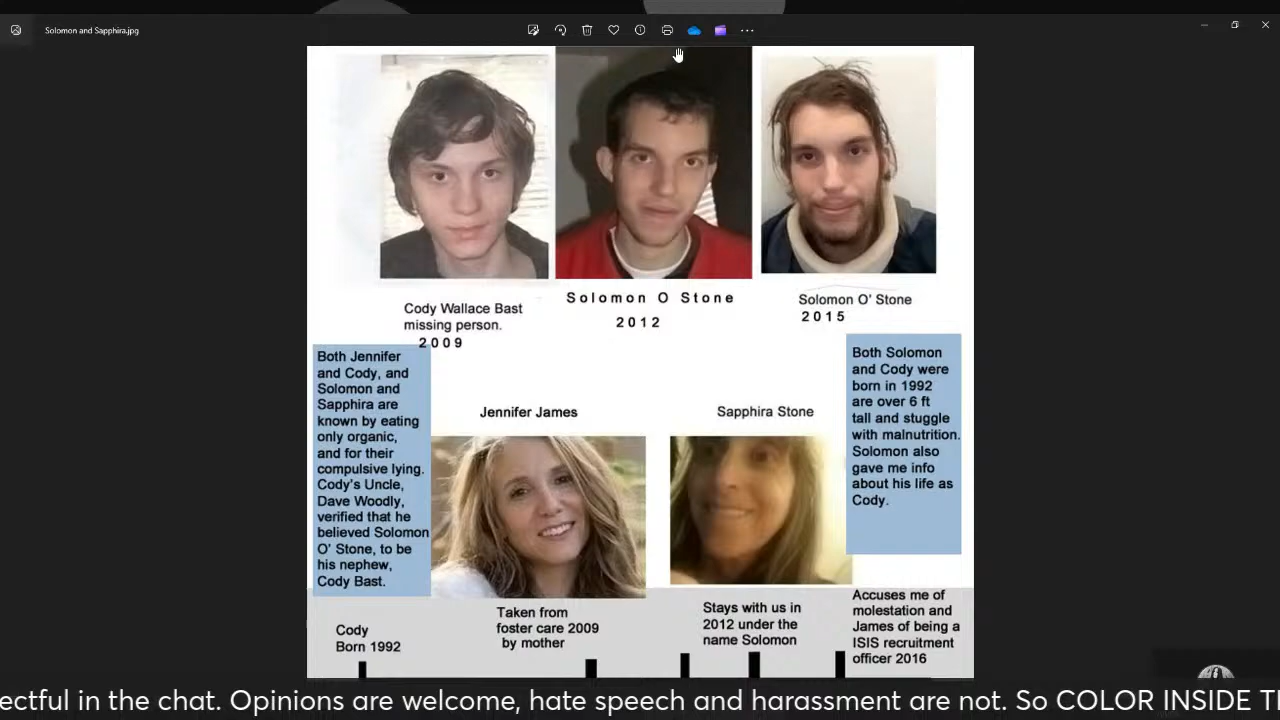 Solomon and Sapphira.jpg
Cody Wallace Bast
missing person.
2009
Solomon O Stone
2012
Solomon O' Stone
2015
Both Jennifer
and Cody, and
Solomon and
Sapphira are
known by eating
only organic,
and for their
compulsive lying.
Cody's Uncle,
Dave Woodly,
verified that he
believed Solomon
O' Stone, to be
his nephew,
Cody Bast.
Jennifer James
Sapphira Stone
Both Solomon
and Cody were
born in 1992
are over 6 ft
tall and stuggle
with malnutrition.
Solomon also
gave me info
about his life as
Cody.
Cody
Born 1992
Taken from
foster care 2009
by mother
Stays with us in
2012 under the
name Solomon
Accuses me of
molestation and
James of being a
ISIS recruitment
officer 2016
ectful in the chat. Opinions are welcome, hate speech and harassment are not. So COLOR INSIDE T